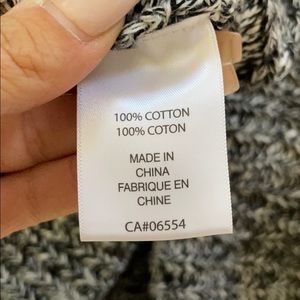 100% COTTON
100% COTON
MADE IN
CHINA
FABRIQUE EN
CHINE
CA#06554